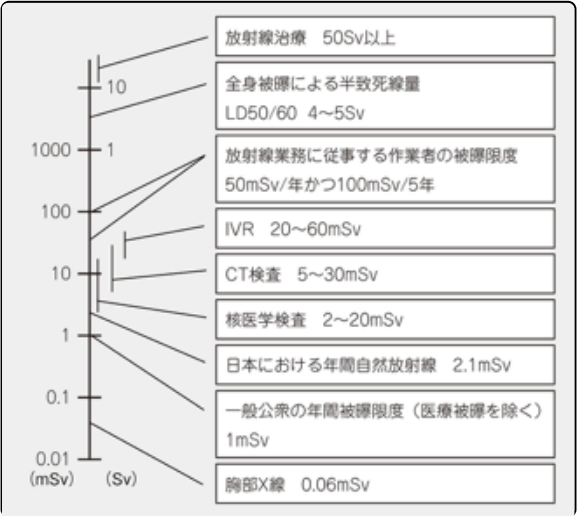 放射線治療 50Sv以上
全身被曝による半致死線量
LD50/60 4〜5Sv
放射線業務に従事する作業者の被曝限度
50mSv/年かつ100mSv/5年
IVR 20〜60mSv
CT検査 5〜30mSv
核医学検査 2〜20mSv
日本における年間自然放射線 2.1mSv
一般公衆の年間被曝限度（医療被曝を除く）
1mSv
胸部X線 0.06mSv
10
1000 1
100
10
1
0.1
0.01
(mSv) (Sv)